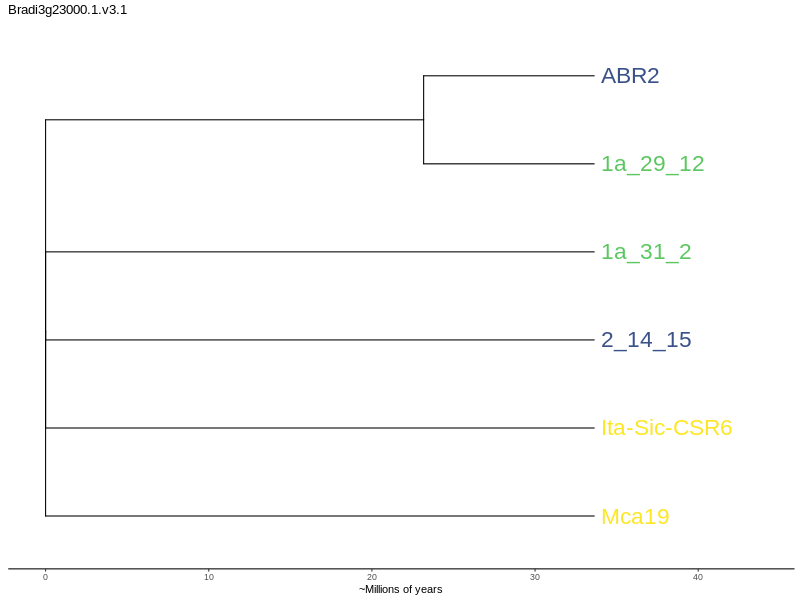 Bradi3g23000.1.v3.1
ABR2
1a_29_12
1a_31_2
2_14_15
Ita-Sic-CSR6
Mca19
0 10 20 30 40
~Millions of years